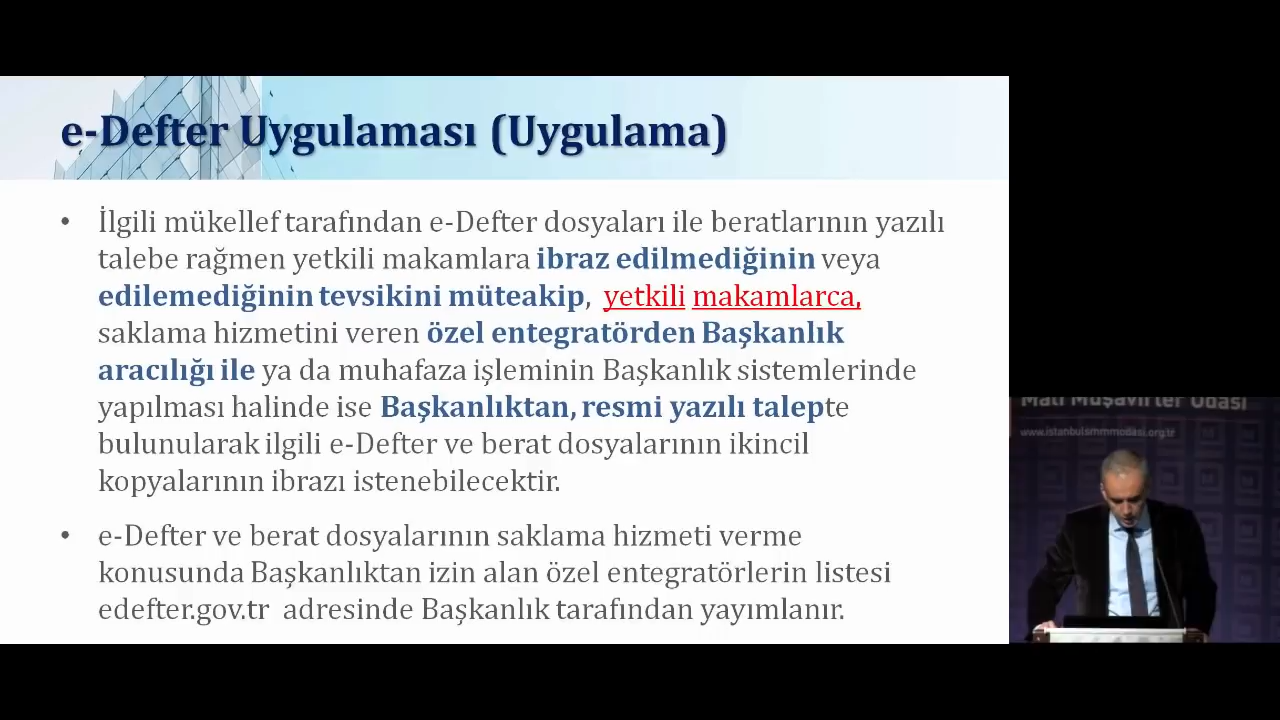 e-Defter Uygulaması (Uygulama)
• İlgili mükellef tarafından e-Defter dosyaları ile beratlarının yazılı
talebe rağmen yetkili makamlara ibraz edilmediğinin veya
edilemediğinin tevsikini müteakip, yetkili makamlarca,
saklama hizmetini veren özel entegratörden Başkanlık
aracılığı ile ya da muhafaza işleminin Başkanlık sistemlerinde
yapılması halinde ise Başkanlıktan, resmi yazılı talepte
bulunularak ilgili e-Defter ve berat dosyalarının ikincil
kopyalarının ibrazı istenebilecektir.
• e-Defter ve berat dosyalarının saklama hizmeti verme
konusunda Başkanlıktan izin alan özel entegratörlerin listesi
edefter.gov.tr adresinde Başkanlık tarafından yayımlanır.
Mali Müşavirler Odası
www.istanbulsmmmodasi.org.tr